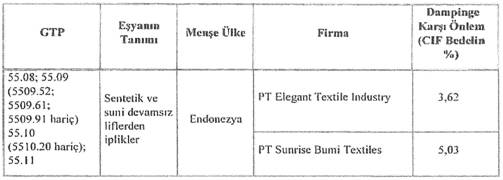 GTP
Eşyanın
Tanımı
Menşe Ülke
Firma
Dampinge
Karşı Önlem
(CIF Bedelin
%)
55.08; 55.09
(5509.52;
5509.61;
5509.91 hariç)
55.10
(5510.20 hariç);
55.11
Sentetik ve
suni devamsız
liflerden
iplikler
Endonezya
PT Elegant Textile Industry
3,62
PT Sunrise Bumi Textiles
5,03